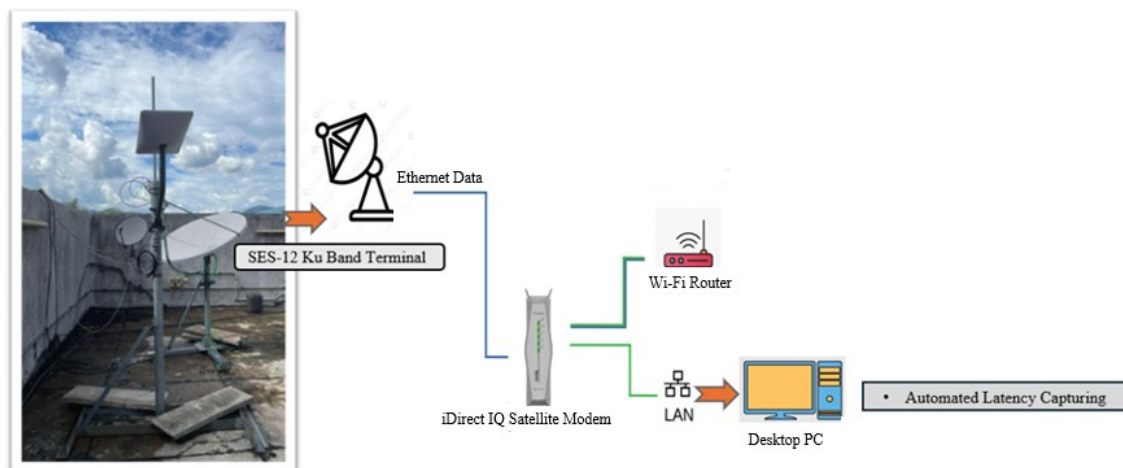 Ethernet Data
SES-12 Ku Band Terminal
Wi-Fi Router
iDirect IQ Satellite Modem
LAN
Desktop PC
• Automated Latency Capturing